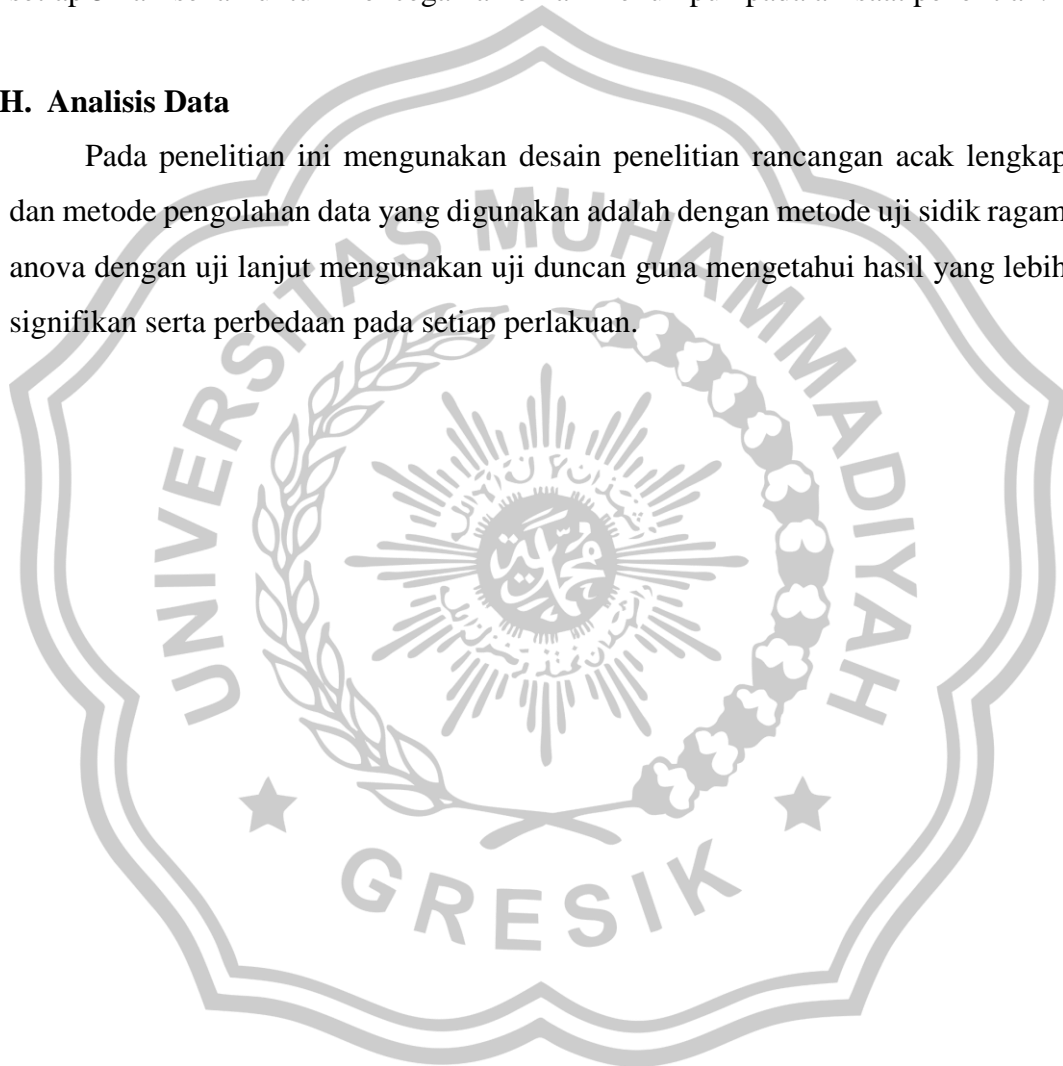 H. Analisis Data
Pada penelitian ini mengunakan desain penelitian rancangan acak lengkap
dan metode pengolahan data yang digunakan adalah dengan metode uji sidik ragam
anova dengan uji lanjut mengunakan uji duncan guna mengetahui hasil yang lebih
signifikan serta perbedaan pada setiap perlakuan.
UNIVERSITAS MUHAMMADIYAH
GRESIK